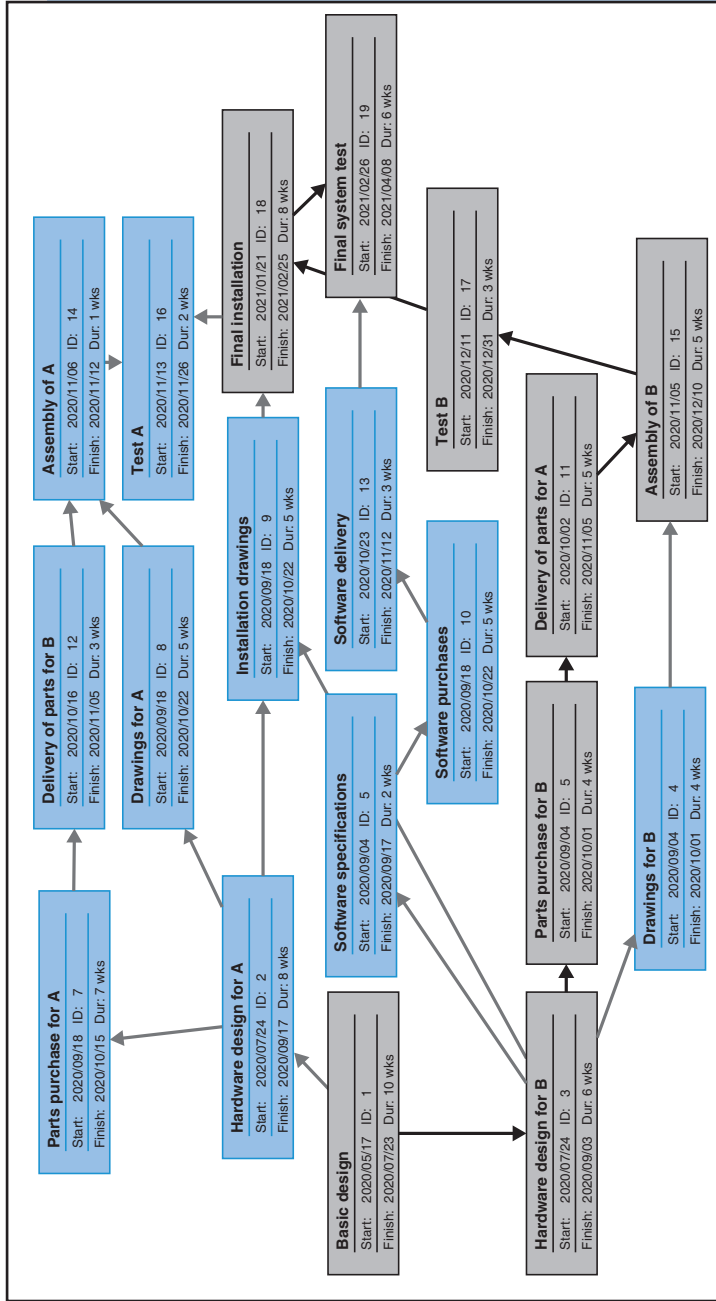 Parts purchase for A
Start: 2020/09/18 ID: 7
Finish: 2020/10/15 Dur: 7 wks
Delivery of parts for B
Start: 2020/10/16 ID: 12
Finish: 2020/11/05 Dur: 3 wks
Assembly of A
Start: 2020/11/06 ID: 14
Finish: 2020/11/12 Dur: 1 wks
Drawings for A
Start: 2020/09/18 ID: 8
Finish: 2020/10/22 Dur: 5 wks
Test A
Start: 2020/11/13 ID: 16
Finish: 2020/11/26 Dur: 2 wks
Hardware design for A
Start: 2020/07/24 ID: 2
Finish: 2020/09/17 Dur: 8 wks
Installation drawings
Start: 2020/09/18 ID: 9
Finish: 2020/10/22 Dur: 5 wks
Final installation
Start: 2021/01/21 ID: 18
Finish: 2021/02/25 Dur: 8 wks
Basic design
Start: 2020/05/17 ID: 1
Finish: 2020/07/23 Dur: 10 wks
Software specifications
Start: 2020/09/04 ID: 5
Finish: 2020/09/17 Dur: 2 wks
Software delivery
Start: 2020/10/23 ID: 13
Finish: 2020/11/12 Dur: 3 wks
Final system test
Start: 2021/02/26 ID: 19
Finish: 2021/04/08 Dur: 6 wks
Software purchases
Start: 2020/09/18 ID: 10
Finish: 2020/10/22 Dur: 5 wks
Test B
Start: 2020/12/11 ID: 17
Finish: 2020/12/31 Dur: 3 wks
Hardware design for B
Start: 2020/07/24 ID: 3
Finish: 2020/09/03 Dur: 6 wks
Parts purchase for B
Start: 2020/09/04 ID: 5
Finish: 2020/10/01 Dur: 4 wks
Delivery of parts for A
Start: 2020/10/02 ID: 11
Finish: 2020/11/05 Dur: 5 wks
Drawings for B
Start: 2020/09/04 ID: 4
Finish: 2020/10/01 Dur: 4 wks
Assembly of B
Start: 2020/11/05 ID: 15
Finish: 2020/12/10 Dur: 5 wks